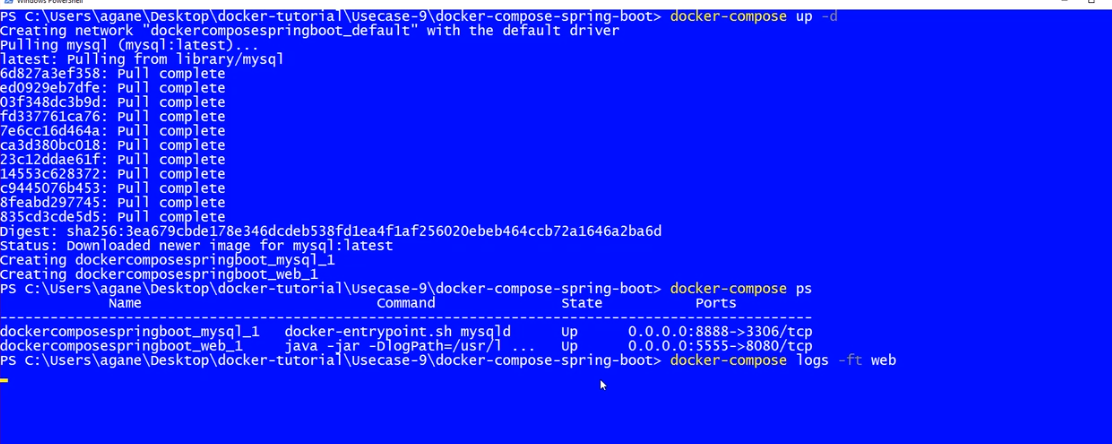 Windows PowerShell
PS C:\Users\agane\Desktop\docker-tutorial\Usecase-9\docker-compose-spring-boot> docker-compose up -d
Creating network "dockercomposespringboot_default" with the default driver
Pulling mysql (mysql:latest)...
latest: Pulling from library/mysql
6d827a3ef358: Pull complete
ed0929eb7dfe: Pull complete
03f348dc3b9d: Pull complete
fd337761ca76: Pull complete
7e6cc16d464a: Pull complete
ca3d380bc018: Pull complete
23c12ddae61f: Pull complete
14553c628372: Pull complete
c9445076b453: Pull complete
8feabd297745: Pull complete
835cd3cde5d5: Pull complete
Digest: sha256:3ea679cbde178e346dcdeb538fd1ea4f1af256020ebeb464ccb72a1646a2ba6d
Status: Downloaded newer image for mysql:latest
Creating dockercomposespringboot_mysql_1
Creating dockercomposespringboot_web_1
PS C:\Users\agane\Desktop\docker-tutorial\Usecase-9\docker-compose-spring-boot> docker-compose ps
Name Command State Ports
---------------------------------------------------------------------------------------------
dockercomposespringboot_mysql_1 docker-entrypoint.sh mysqld Up 0.0.0.0:8888->3306/tcp
dockercomposespringboot_web_1 java -jar -DlogPath=/usr/l ... Up 0.0.0.0:5555->8080/tcp
PS C:\Users\agane\Desktop\docker-tutorial\Usecase-9\docker-compose-spring-boot> docker-compose logs -ft web